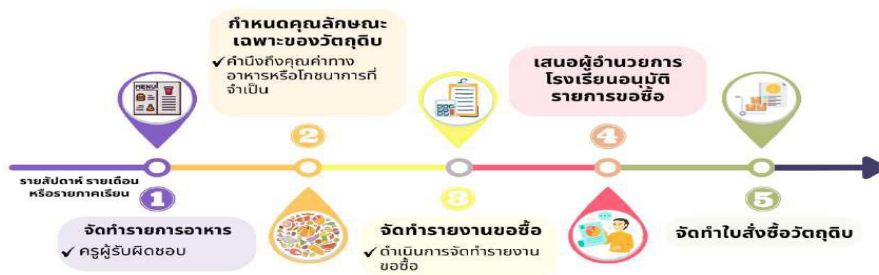 กำหนดคุณลักษณะ
เฉพาะของวัตถุดิบ
✓ คำนึงถึงคุณค่าทาง
อาหารหรือโภชนาการที่
จำเป็น
เสนอผู้อำนวยการ
โรงเรียนอนุมัติ
รายการขอซื้อ
MENU
2
4
รายสัปดาห์ รายเดือน
หรือรายภาคเรียน
1
3
5
จัดทำรายการอาหาร
✓ ครูผู้รับผิดชอบ
จัดทำรายงานขอซื้อ
✓ ดำเนินการจัดทำรายงาน
ขอซื้อ
จัดทำใบสั่งซื้อวัตถุดิบ